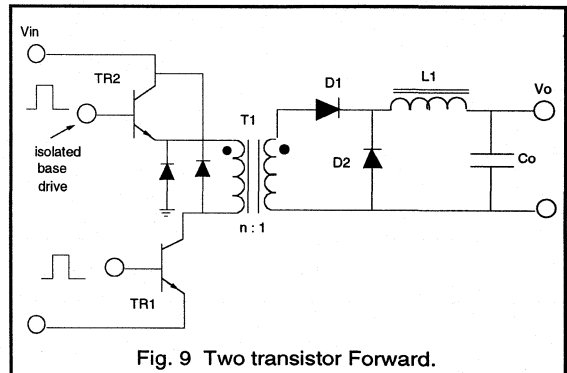 Vin
TR2
isolated
base
drive
T1
n : 1
TR1
D1
D2
L1
Vo
Co
Fig. 9 Two transistor Forward.